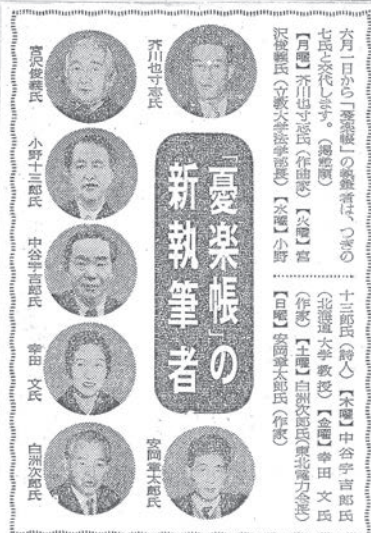 六月一日から「憂楽帳」の執筆者は、つぎの
七氏と交代します。（掲載順）
【月曜】芥川也寸志氏（作曲家）【火曜】宮
沢俊義氏（立教大学法学部長）【水曜】小野
十三郎氏（詩人）【木曜】中谷宇吉郎氏
（北海道大学教授）【金曜】幸田　文氏
（作家）【土曜】白洲次郎氏（東北電力会長）
【日曜】安岡章太郎氏（作家）
「憂楽帳」の
新執筆者
芥川也寸志氏
宮沢俊義氏
小野十三郎氏
中谷宇吉郎氏
幸田　文氏
白洲次郎氏
安岡章太郎氏